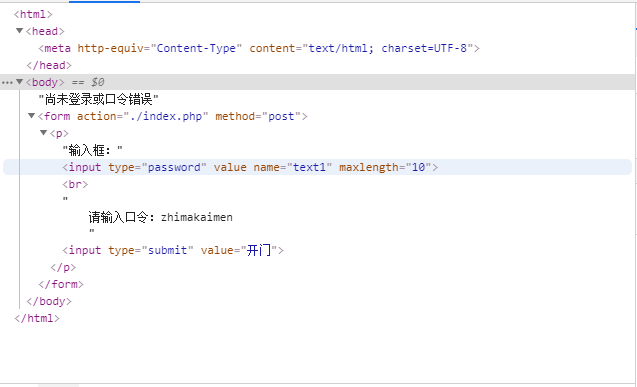 <html>
▼<head>
<meta http-equiv="Content-Type" content="text/html; charset=UTF-8">
</head>
···▼<body> == $0
"尚未登录或口令错误"
▼<form action="./index.php" method="post">
▼<p>
"输入框："
<input type="password" value name="text1" maxlength="10">
<br>
"
请输入口令：zhimakaimen
"
<input type="submit" value="开门">
</p>
</form>
</body>
</html>